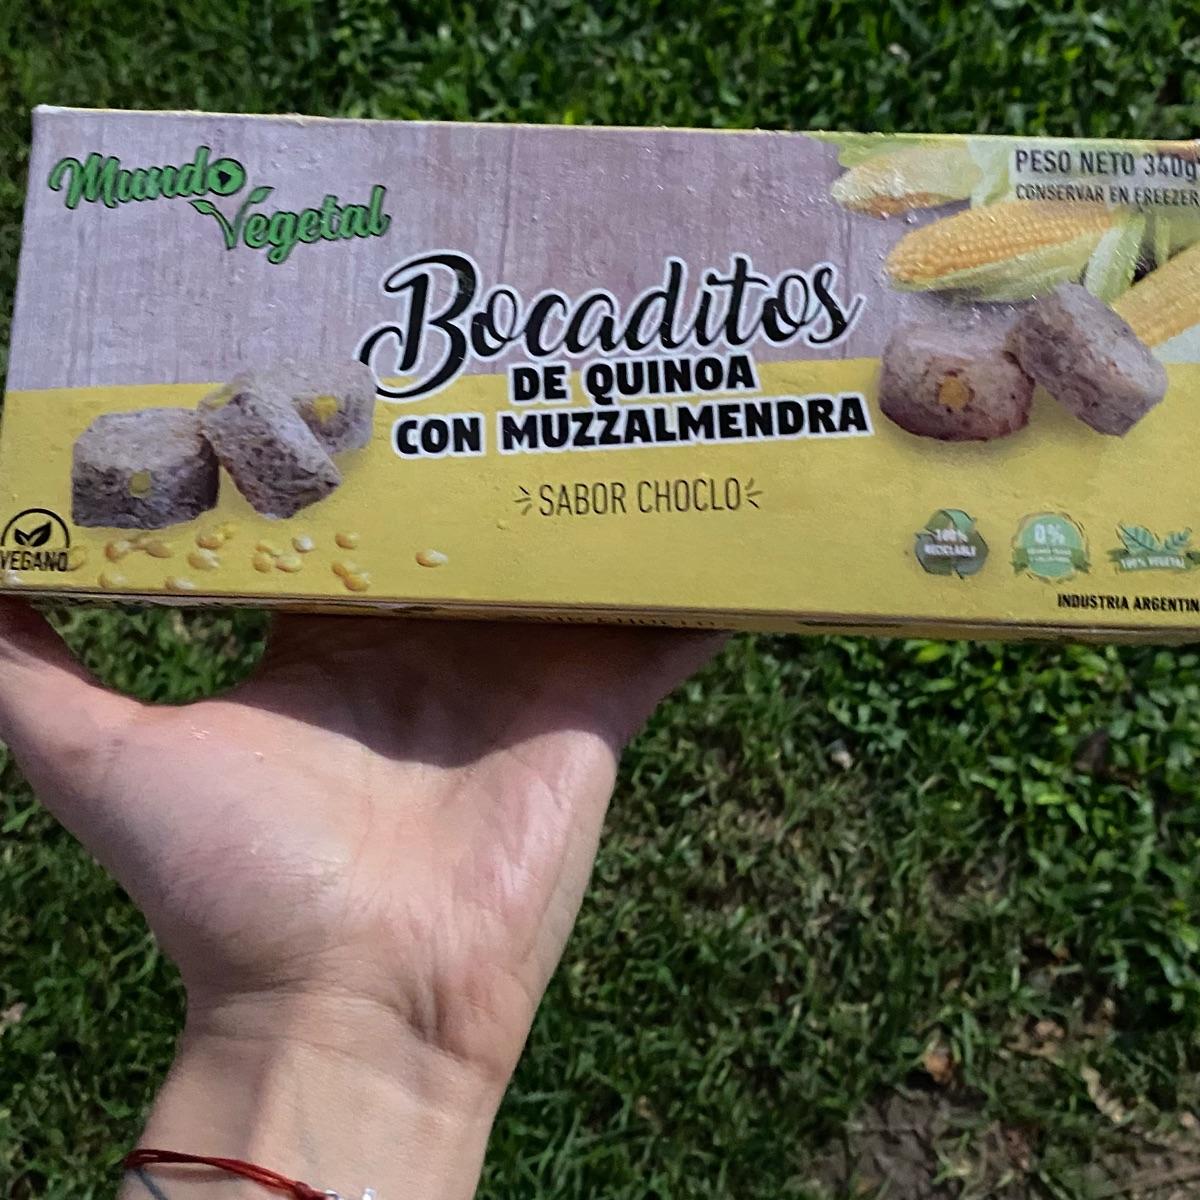 Mundo
Vegetal
PESO NETO 340g
CONSERVAR EN FREEZER
Bocaditos
DE QUINOA
CON MUZZALMENDRA
SABOR CHOCLO
VEGANO
100%
RECICLABLE
0%
100% VEGETAL
INDUSTRIA ARGENTIN